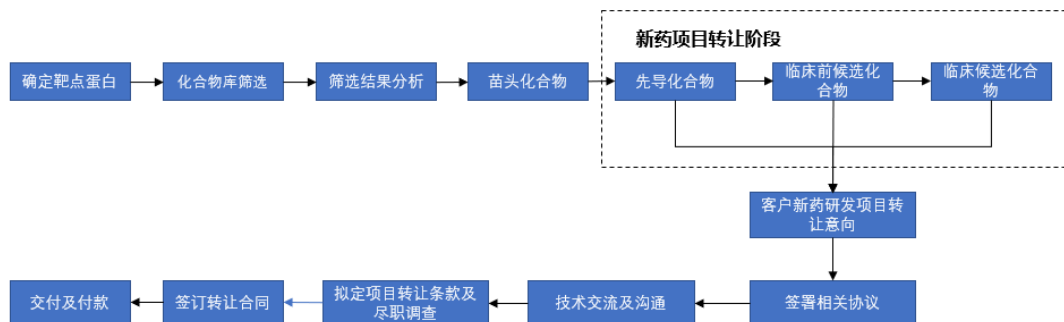 新药项目转让阶段
确定靶点蛋白
化合物库筛选
筛选结果分析
苗头化合物
先导化合物
临床前候选化
合物
临床候选化合
物
客户新药研发项目转
让意向
交付及付款
签订转让合同
拟定项目转让条款及
尽职调查
技术交流及沟通
签署相关协议